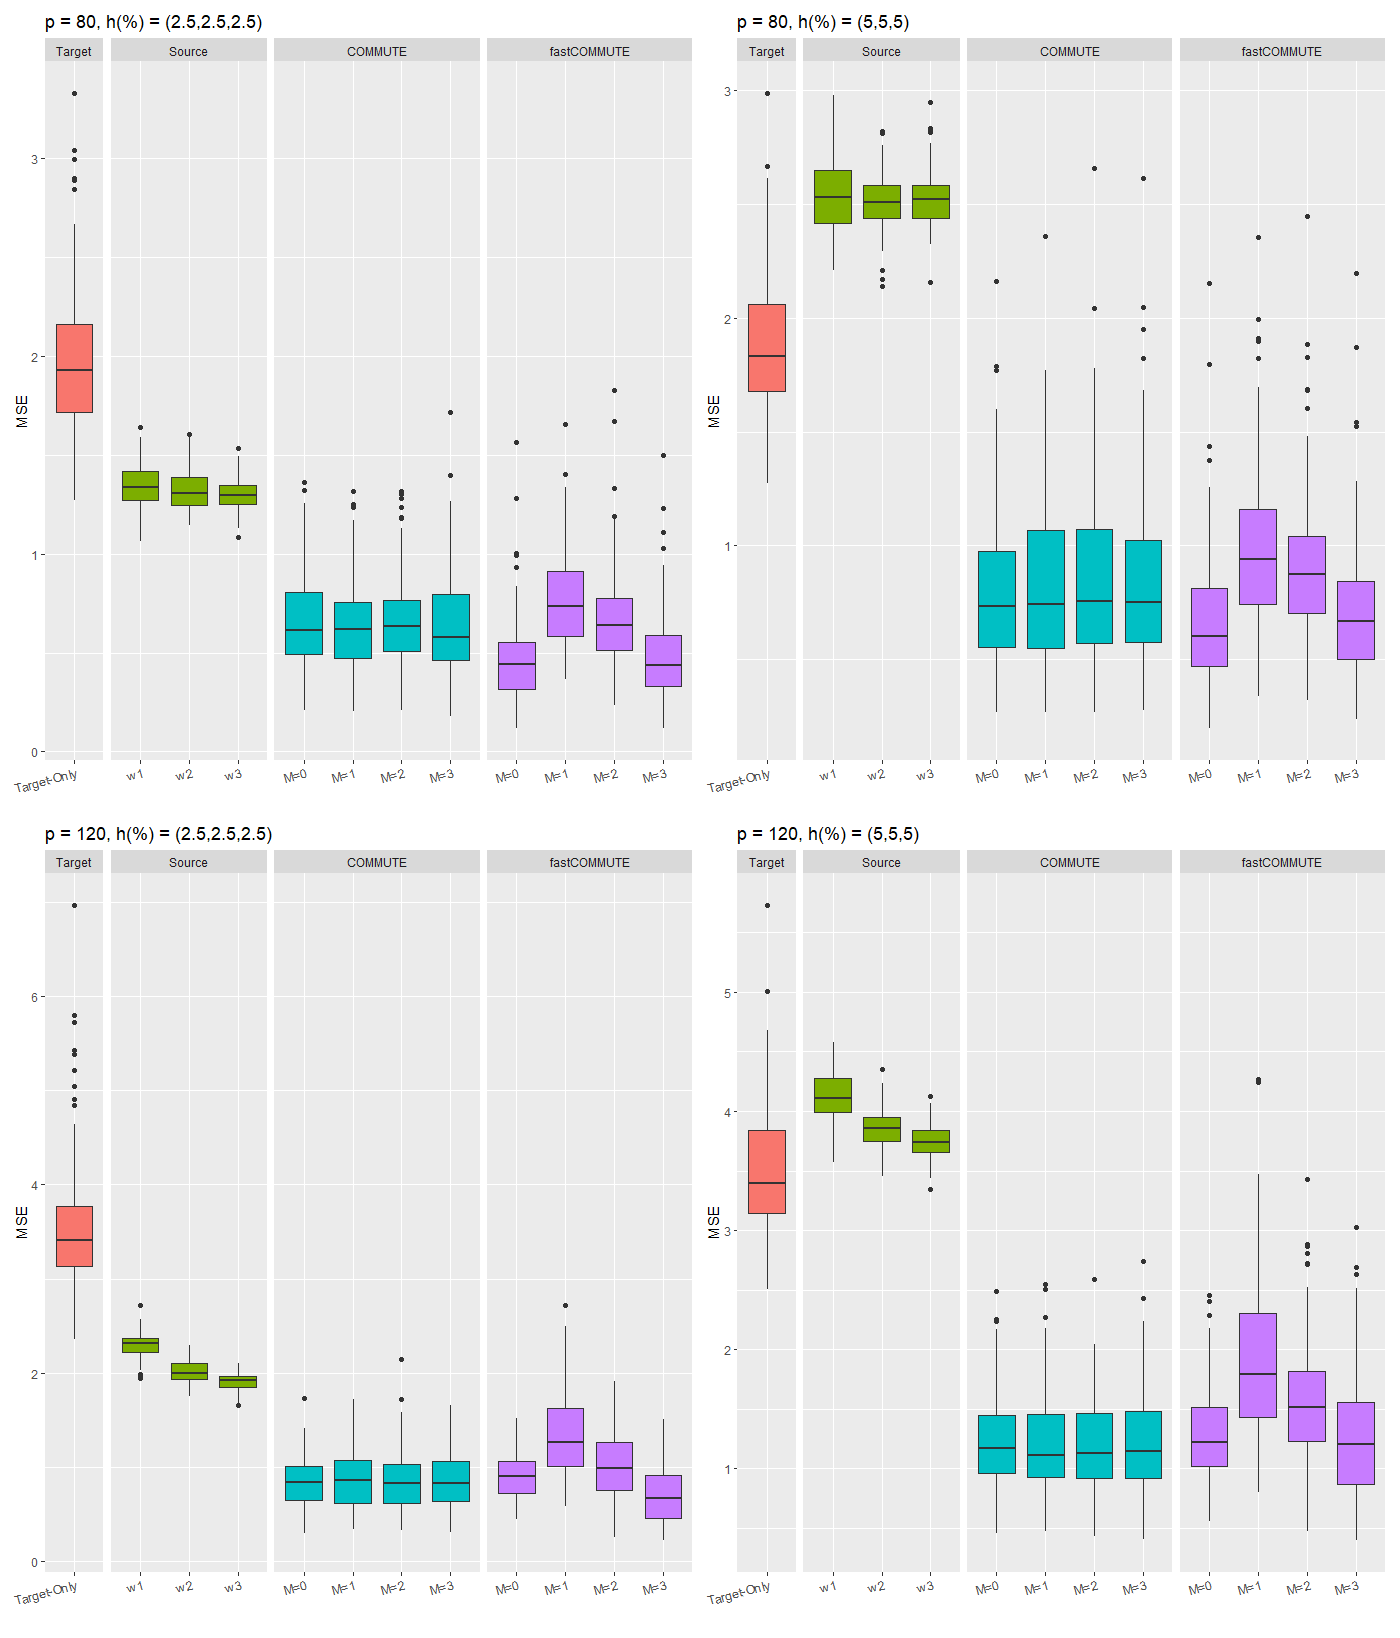 p = 80, h(%) = (2.5,2.5,2.5)
Target Source COMMUTE fastCOMMUTE
MSE
3
2
1
0
Target-Only w1 w2 w3 M=0 M=1 M=2 M=3 M=0 M=1 M=2 M=3
p = 80, h(%) = (5,5,5)
Target Source COMMUTE fastCOMMUTE
MSE
3
2
1
Target-Only w1 w2 w3 M=0 M=1 M=2 M=3 M=0 M=1 M=2 M=3
p = 120, h(%) = (2.5,2.5,2.5)
Target Source COMMUTE fastCOMMUTE
MSE
6
4
2
0
Target-Only w1 w2 w3 M=0 M=1 M=2 M=3 M=0 M=1 M=2 M=3
p = 120, h(%) = (5,5,5)
Target Source COMMUTE fastCOMMUTE
MSE
5
4
3
2
1
Target-Only w1 w2 w3 M=0 M=1 M=2 M=3 M=0 M=1 M=2 M=3